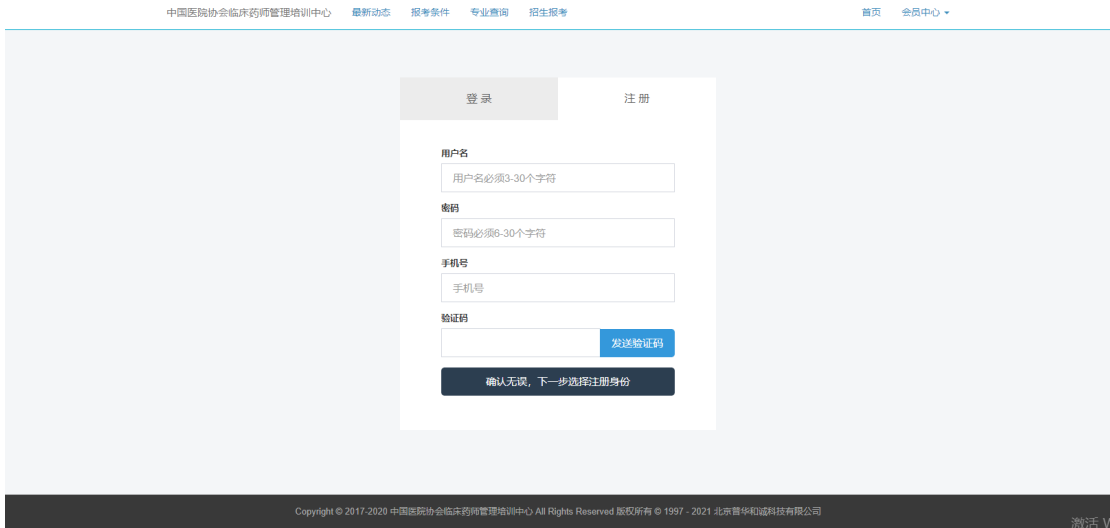 中国医院协会临床药师管理培训中心 最新动态 报考条件 专业查询 招生报考 首页 会员中心
登 录 注 册
用户名
用户名必须3-30个字符
密码
密码必须6-30个字符
手机号
手机号
验证码
发送验证码
确认无误，下一步选择注册身份
Copyright © 2017-2020 中国医院协会临床药师管理培训中心 All Rights Reserved 版权所有 © 1997 - 2021 北京普华和诚科技有限公司
激活